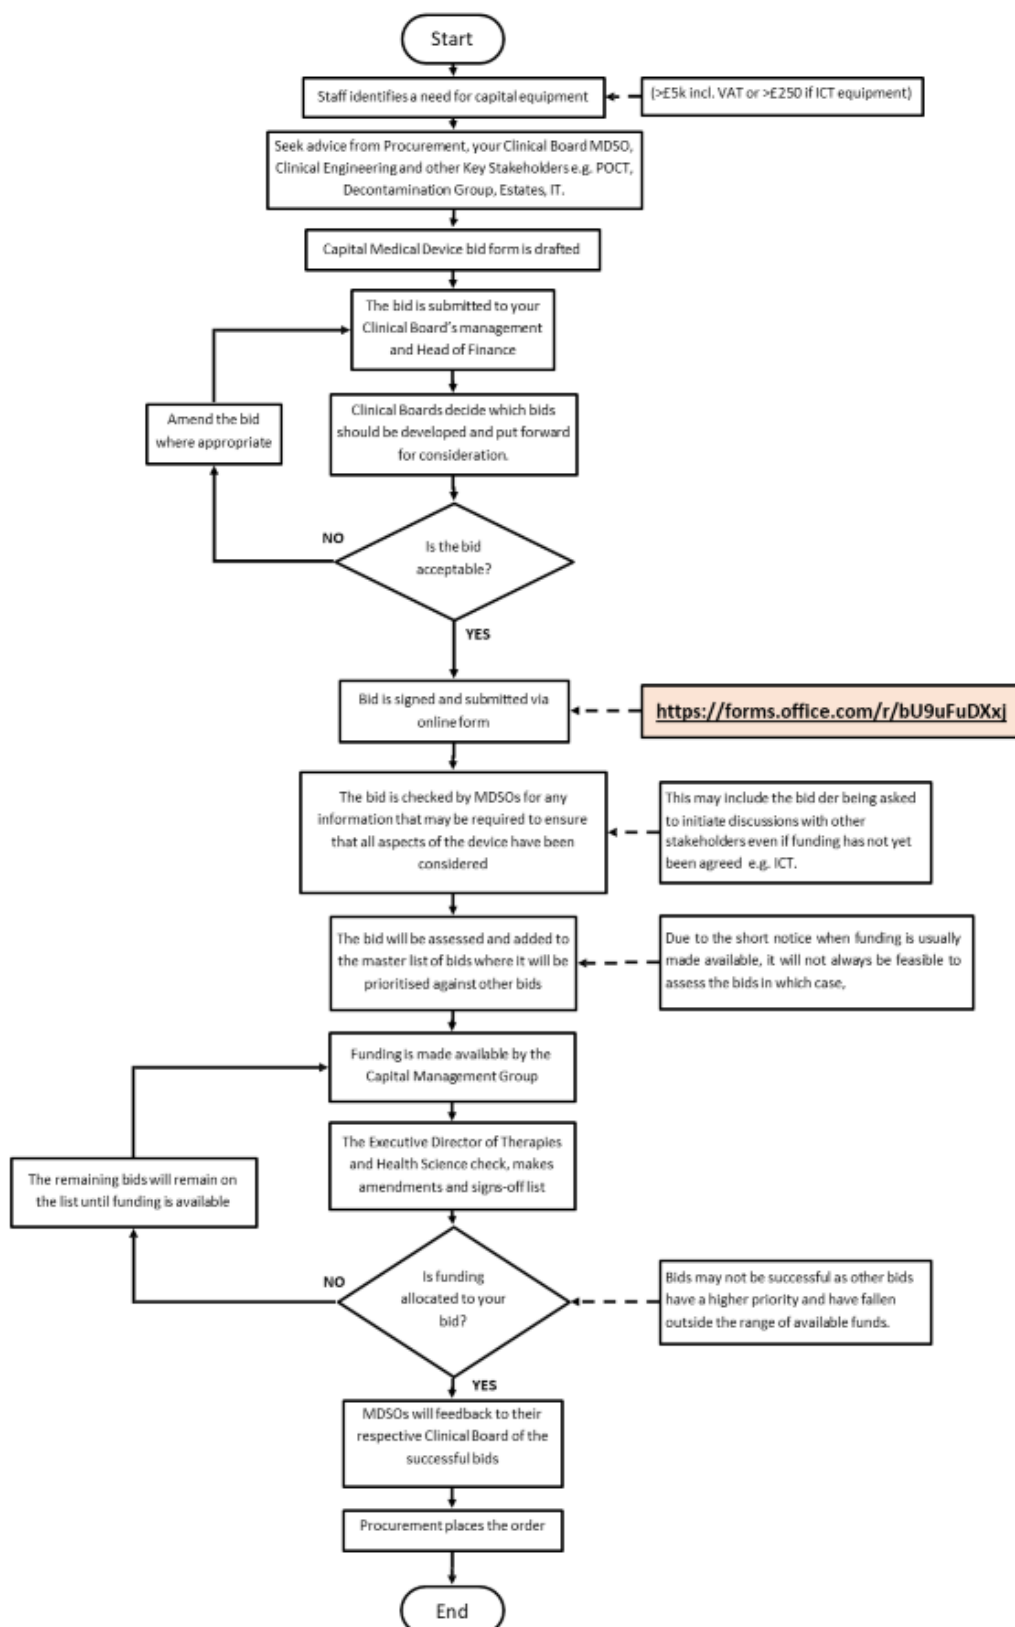 Start
Staff identifies a need for capital equipment
(>£5k incl. VAT or >£250 if ICT equipment)
Seek advice from Procurement, your Clinical Board MDSO,
Clinical Engineering and other Key Stakeholders e.g. POCT,
Decontamination Group, Estates, IT.
Capital Medical Device bid form is drafted
The bid is submitted to your
Clinical Board's management
and Head of Finance
Amend the bid
where appropriate
Clinical Boards decide which bids
should be developed and put forward
for consideration.
NO
Is the bid
acceptable?
YES
Bid is signed and submitted via
online form
https://forms.office.com/r/bU9uFuDXxj
The bid is checked by MDSOs for any
information that may be required to ensure
that all aspects of the device have been
considered
This may include the bid der being asked
to initiate discussions with other
stakeholders even if funding has not yet
been agreed e.g. ICT.
The bid will be assessed and added to
the master list of bids where it will be
prioritised against other bids
Due to the short notice when funding is usually
made available, it will not always be feasible to
assess the bids in which case,
Funding is made available by the
Capital Management Group
The Executive Director of Therapies
and Health Science check, makes
amendments and signs-off list
The remaining bids will remain on
the list until funding is available
NO
Is funding
allocated to your
bid?
Bids may not be successful as other bids
have a higher priority and have fallen
outside the range of available funds.
YES
MDSOs will feedback to their
respective Clinical Board of the
successful bids
Procurement places the order
End